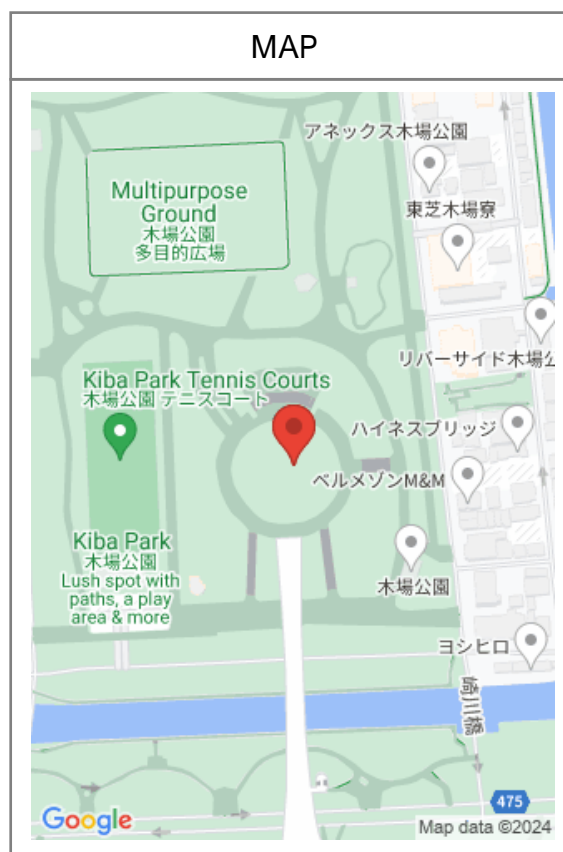 MAP
アネックス木場公園
Multipurpose
Ground
木場公園
多目的広場
東芝木場寮
リバーサイド木場公
Kiba Park Tennis Courts
木場公園 テニスコート
ハイネスブリッジ
ベルメゾンM&M
Kiba Park
木場公園
Lush spot with
paths, a play
area & more
木場公園
ヨシヒロ
崎川橋
475
Google
Map data ©2024